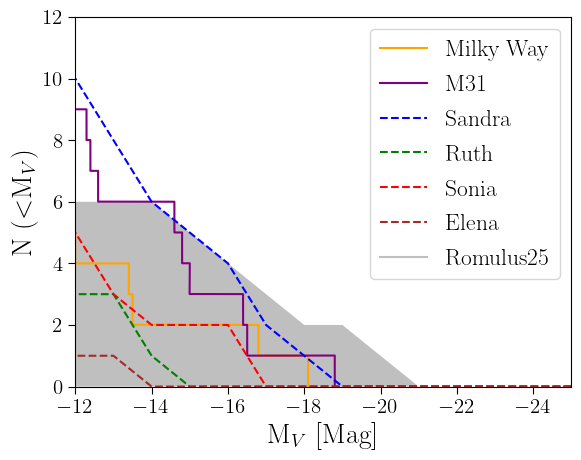 12
10
8
6
4
2
0
N (<M_V)
−12
−14
−16
−18
−20
−22
−24
M_V [Mag]
Milky Way
M31
Sandra
Ruth
Sonia
Elena
Romulus25